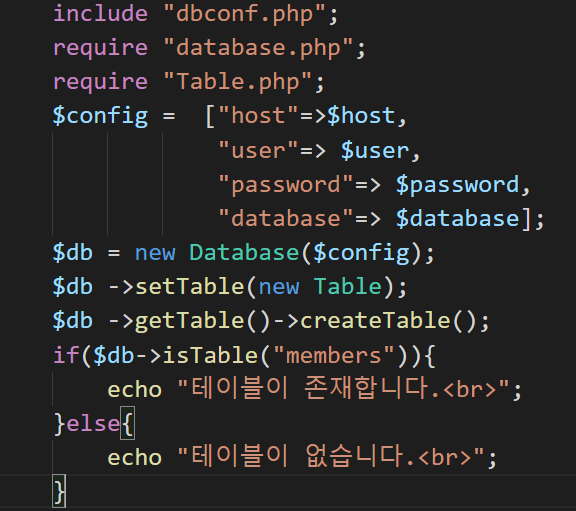 include "dbconf.php";
require "database.php";
require "Table.php";
$config =  ["host"=>$host,
            "user"=> $user,
            "password"=> $password,
            "database"=> $database];
$db = new Database($config);
$db ->setTable(new Table);
$db ->getTable()->createTable();
if($db->isTable("members")){
    echo "테이블이 존재합니다.<br>";
}else{
    echo "테이블이 없습니다.<br>";
}